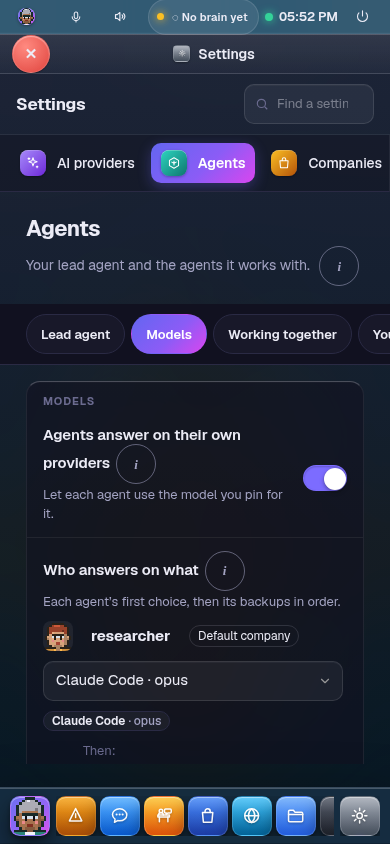 No brain yet
05:52 PM
Settings
Settings
Find a settin
AI providers
Agents
Companies
Agents
Your lead agent and the agents it works with.
i
Lead agent
Models
Working together
You
MODELS
Agents answer on their own
providers
i
Let each agent use the model you pin for
it.
Who answers on what
i
Each agent's first choice, then its backups in order.
researcher
Default company
Claude Code · opus
Claude Code · opus
Then: